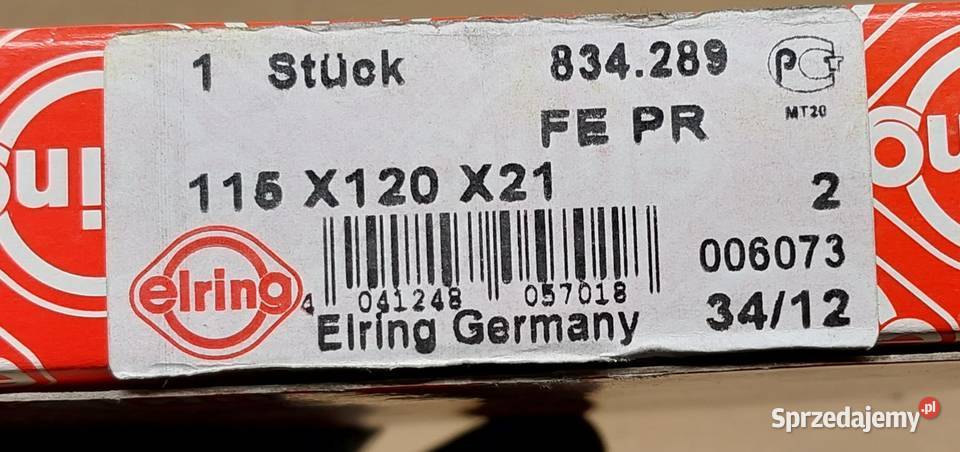 1 Stück 834.289
FE PR
MT20
115 X120 X21 2
006073
4 041248 057018
elring
Elring Germany
34/12
Sprzedajemy.pl